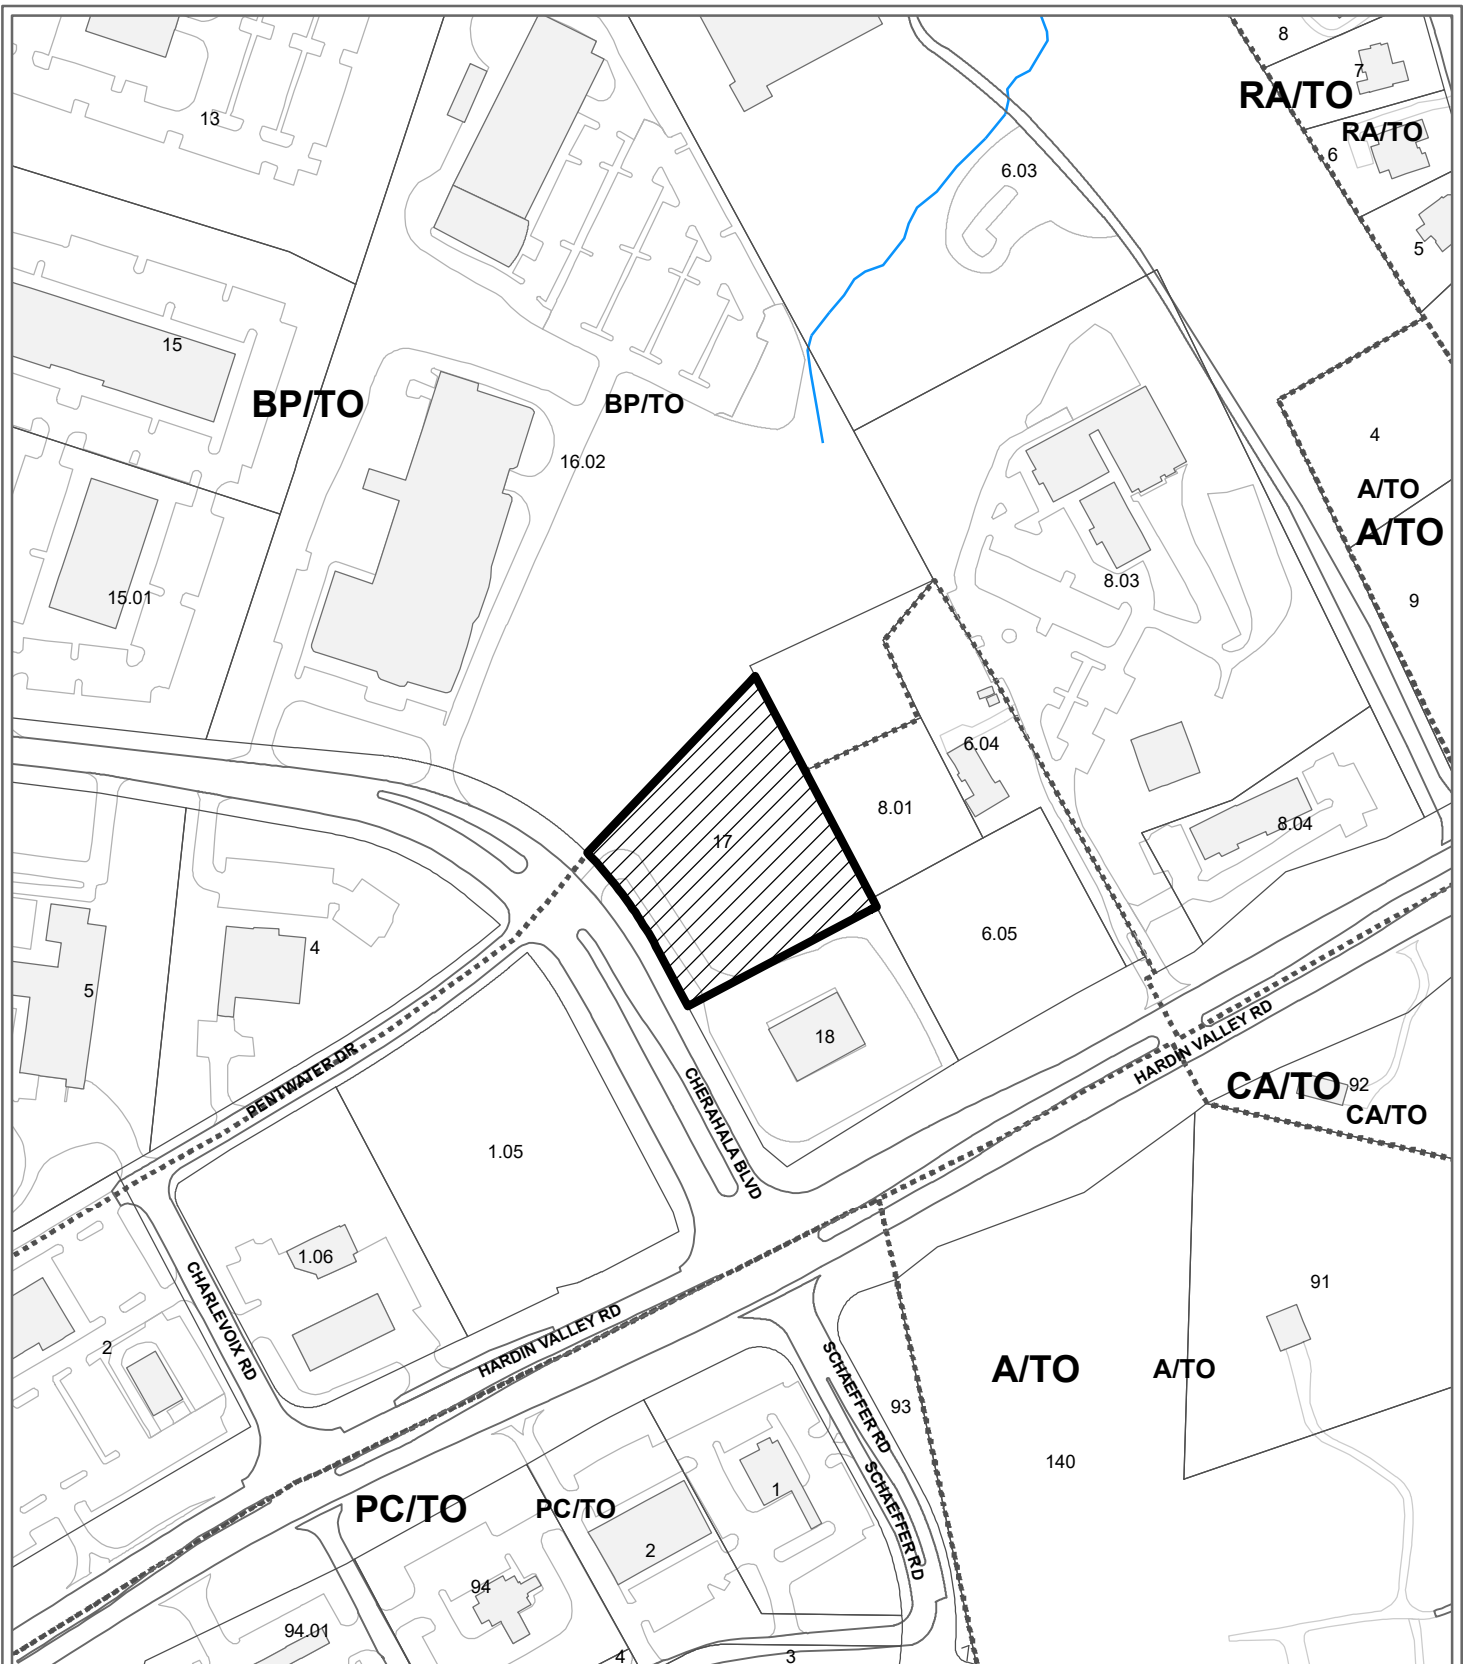 8
7
RA/TO
13
RA/TO
6
6.03
5
15
BP/TO
BP/TO
4
16.02
A/TO
A/TO
8.03
15.01
9
6.04
8.01
17
8.04
6.05
4
5
18
HARDIN VALLEY RD
PENTWATER DR
CA/TO
92
CA/TO
CHERAHALA BLVD
1.05
1.06
91
CHARLEVOIX RD
HARDIN VALLEY RD
2
SCHAEFFER RD
A/TO
A/TO
93
140
SCHAEFFER RD
1
PC/TO
PC/TO
2
94
94.01
4
3